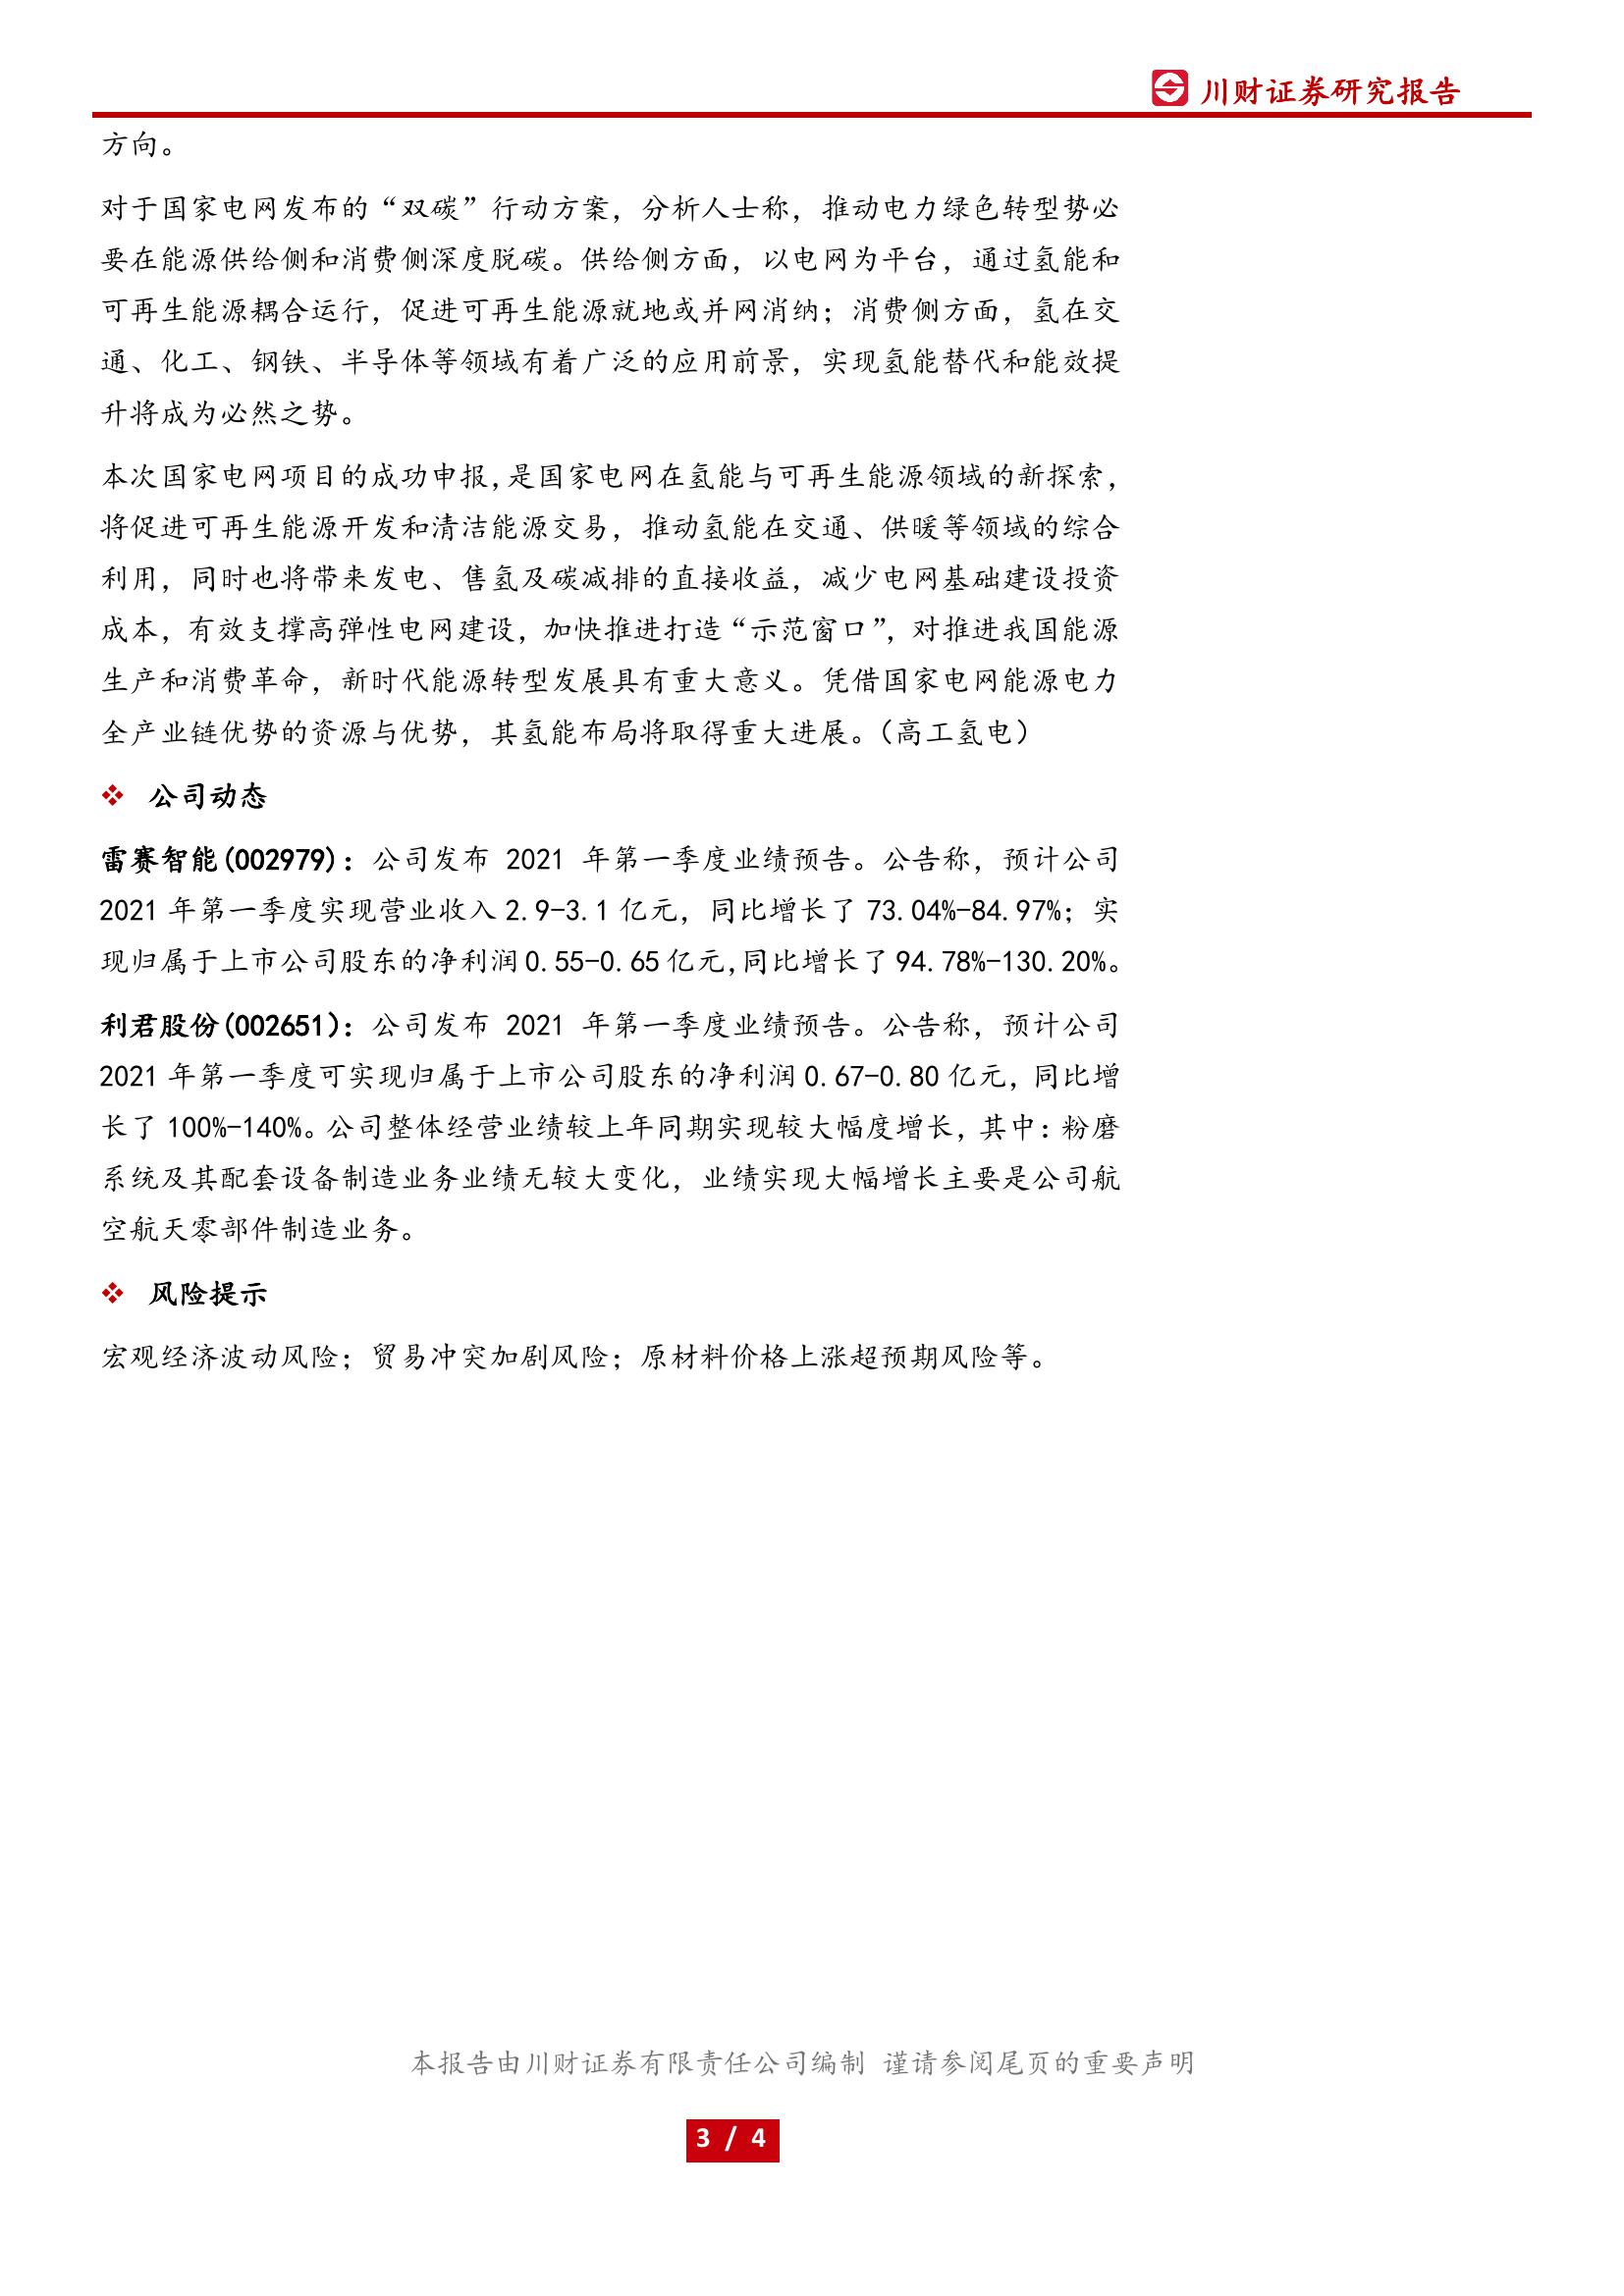 川财证券研究报告
方向。
对于国家电网发布的“双碳”行动方案，分析人士称，推动电力绿色转型势必
要在能源供给侧和消费侧深度脱碳。供给侧方面，以电网为平台，通过氢能和
可再生能源耦合运行，促进可再生能源就地或并网消纳；消费侧方面，氢在交
通、化工、钢铁、半导体等领域有着广泛的应用前景，实现氢能替代和能效提
升将成为必然之势。
本次国家电网项目的成功申报，是国家电网在氢能与可再生能源领域的新探索，
将促进可再生能源开发和清洁能源交易，推动氢能在交通、供暖等领域的综合
利用，同时也将带来发电、售氢及碳减排的直接收益，减少电网基础建设投资
成本，有效支撑高弹性电网建设，加快推进打造“示范窗口”，对推进我国能源
生产和消费革命，新时代能源转型发展具有重大意义。凭借国家电网能源电力
全产业链优势的资源与优势，其氢能布局将取得重大进展。（高工氢电）
❖ 公司动态
雷赛智能(002979)：公司发布 2021 年第一季度业绩预告。公告称，预计公司
2021 年第一季度实现营业收入 2.9-3.1 亿元，同比增长了 73.04%-84.97%；实
现归属于上市公司股东的净利润 0.55-0.65 亿元，同比增长了 94.78%-130.20%。
利君股份(002651)：公司发布 2021 年第一季度业绩预告。公告称，预计公司
2021 年第一季度可实现归属于上市公司股东的净利润 0.67-0.80 亿元，同比增
长了 100%-140%。公司整体经营业绩较上年同期实现较大幅度增长，其中：粉磨
系统及其配套设备制造业务业绩无较大变化，业绩实现大幅增长主要是公司航
空航天零部件制造业务。
❖ 风险提示
宏观经济波动风险；贸易冲突加剧风险；原材料价格上涨超预期风险等。
本报告由川财证券有限责任公司编制 谨请参阅尾页的重要声明
3 / 4